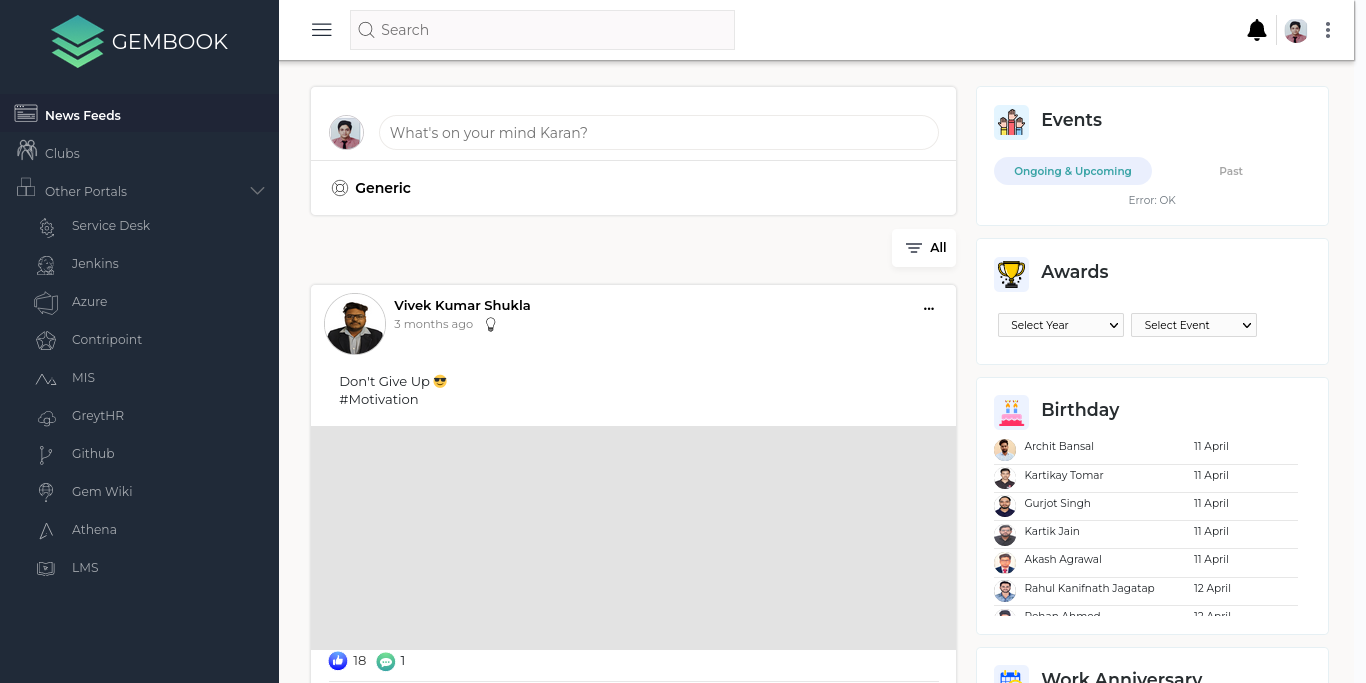 GEMBOOK
News Feeds
Clubs
Other Portals
Service Desk
Jenkins
Azure
Contripoint
MIS
GreytHR
Github
Gem Wiki
Athena
LMS
Search
What's on your mind Karan?
Generic
All
Vivek Kumar Shukla
3 months ago
Don't Give Up 😎
#Motivation
18 1
Events
Ongoing & Upcoming Past
Error: OK
Awards
Select Year Select Event
Birthday
Archit Bansal 11 April
Kartikay Tomar 11 April
Gurjot Singh 11 April
Kartik Jain 11 April
Akash Agrawal 11 April
Rahul Kanifnath Jagatap 12 April
Rohan Ahmed 12 April
Work Anniversary